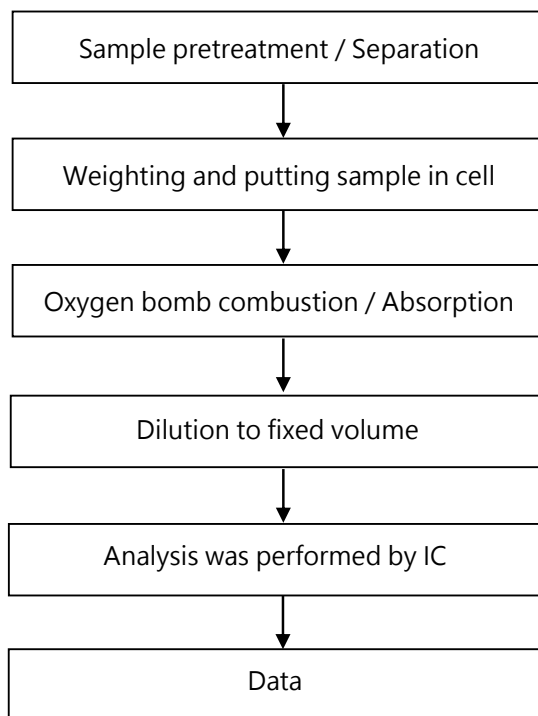 Sample pretreatment / Separation
Weighting and putting sample in cell
Oxygen bomb combustion / Absorption
Dilution to fixed volume
Analysis was performed by IC
Data